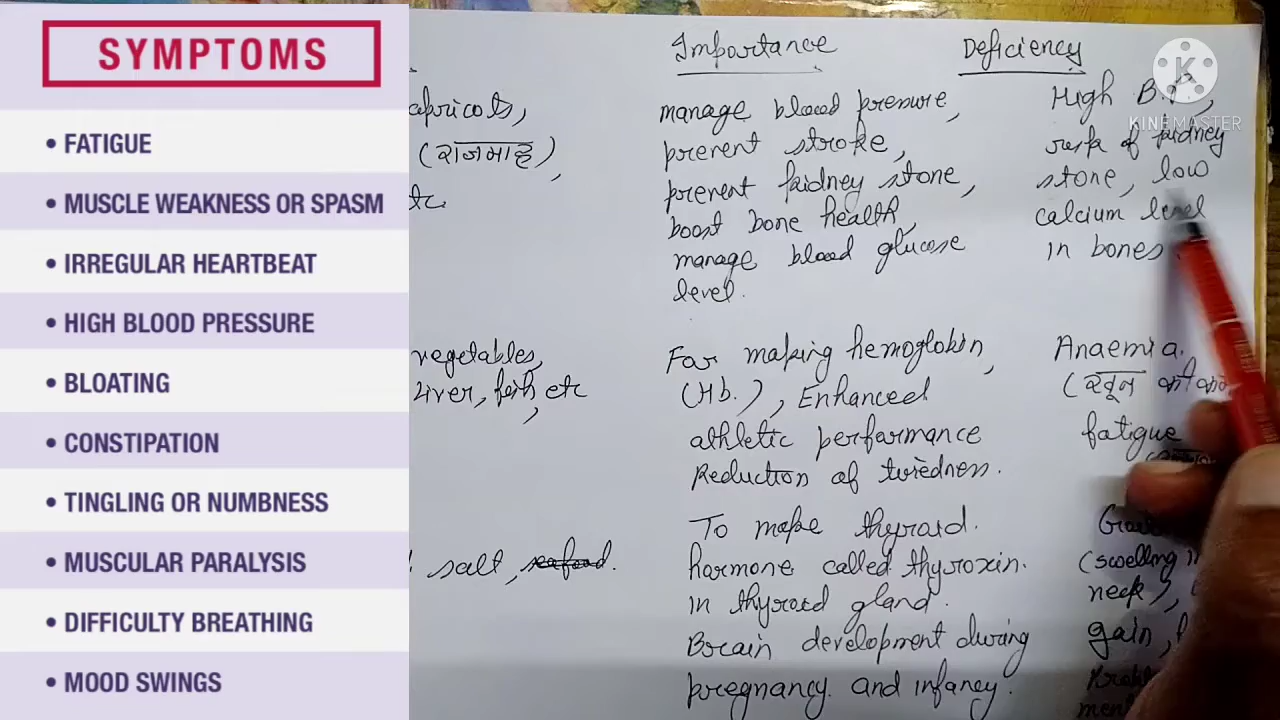 SYMPTOMS
• FATIGUE
• MUSCLE WEAKNESS OR SPASM
• IRREGULAR HEARTBEAT
• HIGH BLOOD PRESSURE
• BLOATING
• CONSTIPATION
• TINGLING OR NUMBNESS
• MUSCULAR PARALYSIS
• DIFFICULTY BREATHING
• MOOD SWINGS
apricots,
(राजमाह),
etc
vegetables,
Liver, fish, etc
salt, seafood.
Importance
manage blood pressure,
prevent stroke,
prevent kidney stone,
boost bone health,
manage blood glucose
level.
For making hemoglobin,
(Hb.), Enhanced
athletic performance
Reduction of tiredness.
To make thyroid.
hormone called thyroxin.
in thyroid gland.
Brain development during
pregnancy. and infancy.
Deficiency
High B.P,
risk of kidney
stone, low
calcium level
in bones.
Anaemia.
(खून
fatigue
(swelling in
neck),
gain,
K
KINEMASTER